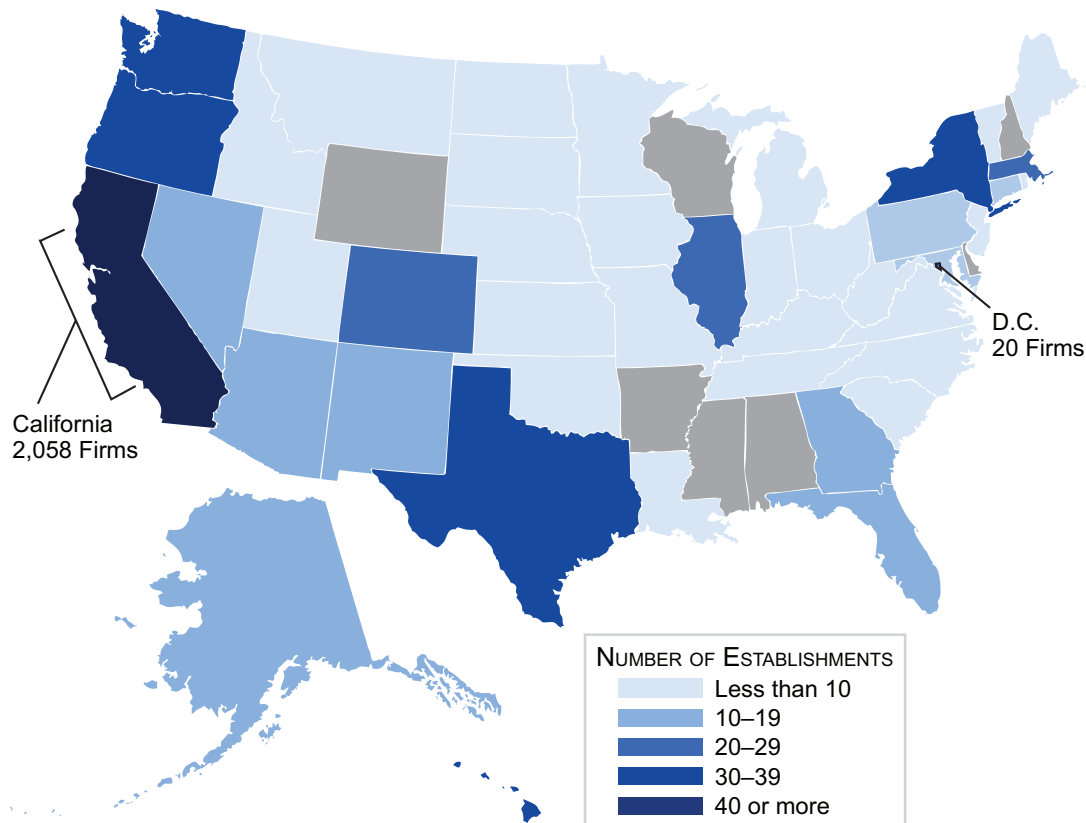 California
2,058 Firms
D.C.
20 Firms
NUMBER OF ESTABLISHMENTS
Less than 10
10–19
20–29
30–39
40 or more